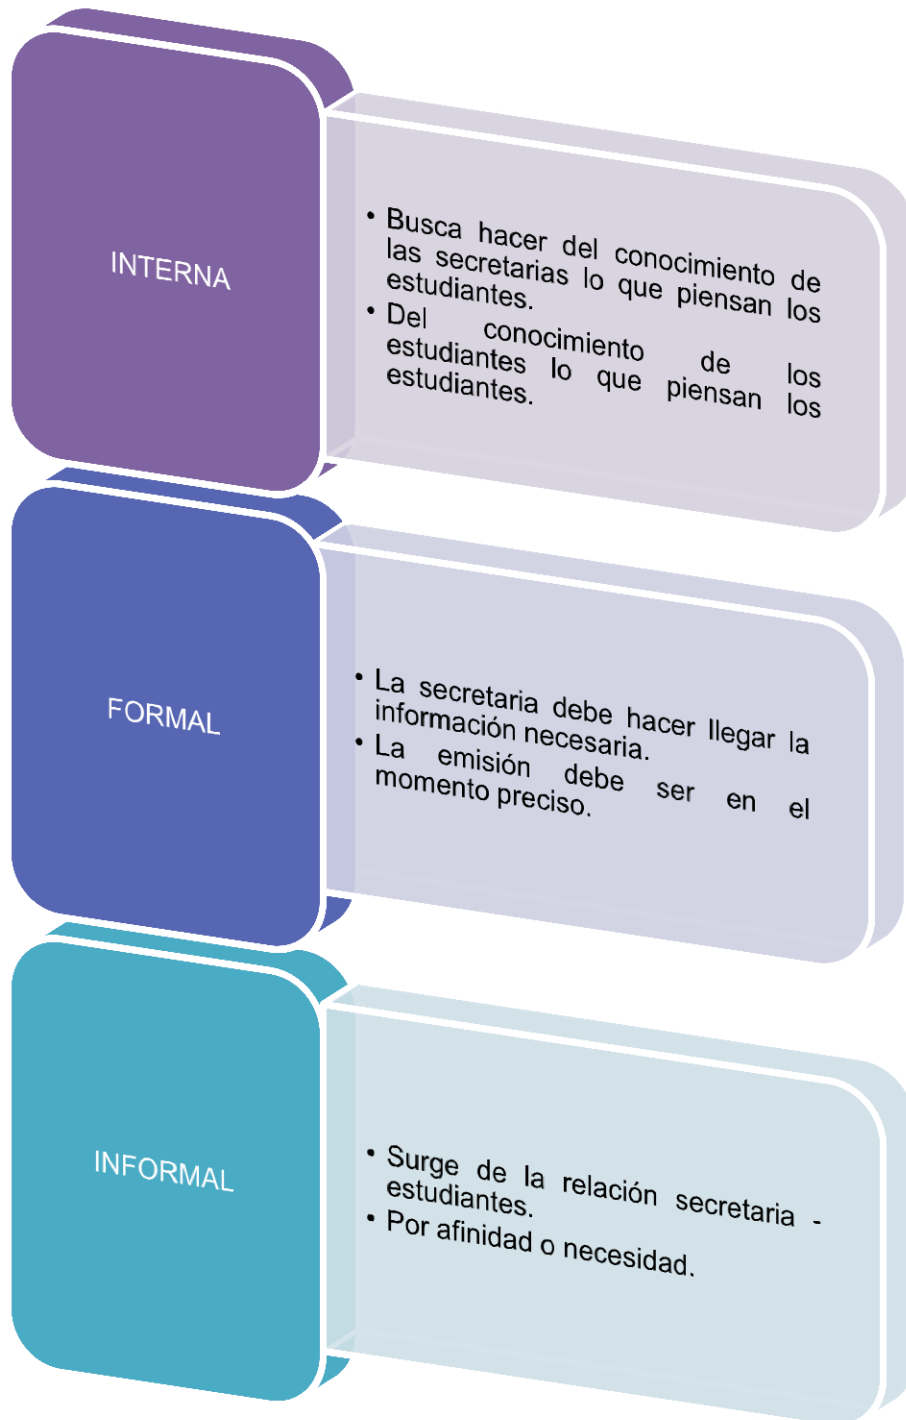 INTERNA
• Busca hacer del conocimiento de
las secretarias lo que piensan los
estudiantes.
• Del conocimiento de los
estudiantes lo que piensan los
estudiantes.
FORMAL
• La secretaria debe hacer llegar la
información necesaria.
• La emisión debe ser en el
momento preciso.
INFORMAL
• Surge de la relación secretaria -
estudiantes.
• Por afinidad o necesidad.